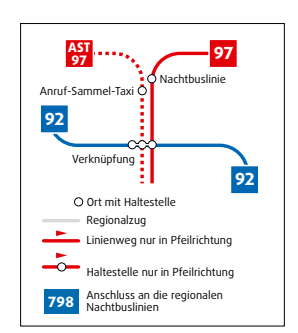 AST
97
97
Nachtbuslinie
Anruf-Sammel-Taxi
92
Verknüpfung
92
Ort mit Haltestelle
Regionalzug
Linienweg nur in Pfeilrichtung
Haltestelle nur in Pfeilrichtung
798
Anschluss an die regionalen
Nachtbuslinien